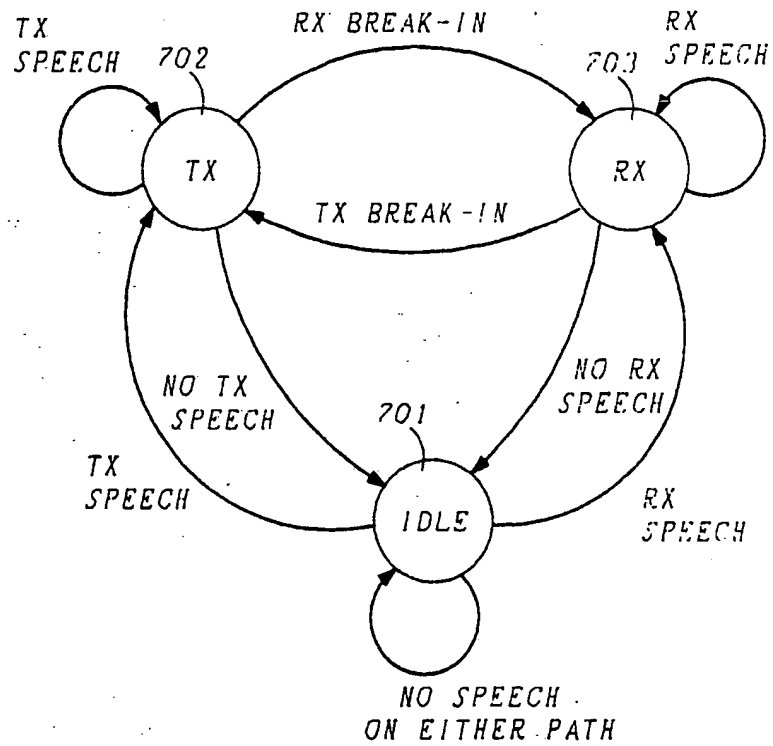 RX BREAK-IN
TX
SPEECH
702
703
RX
SPEECH
TX
RX
TX BREAK-IN
NO TX
SPEECH
NO RX
SPEECH
701
TX
SPEECH
IDLE
RX
SPEECH
NO SPEECH
ON EITHER PATH